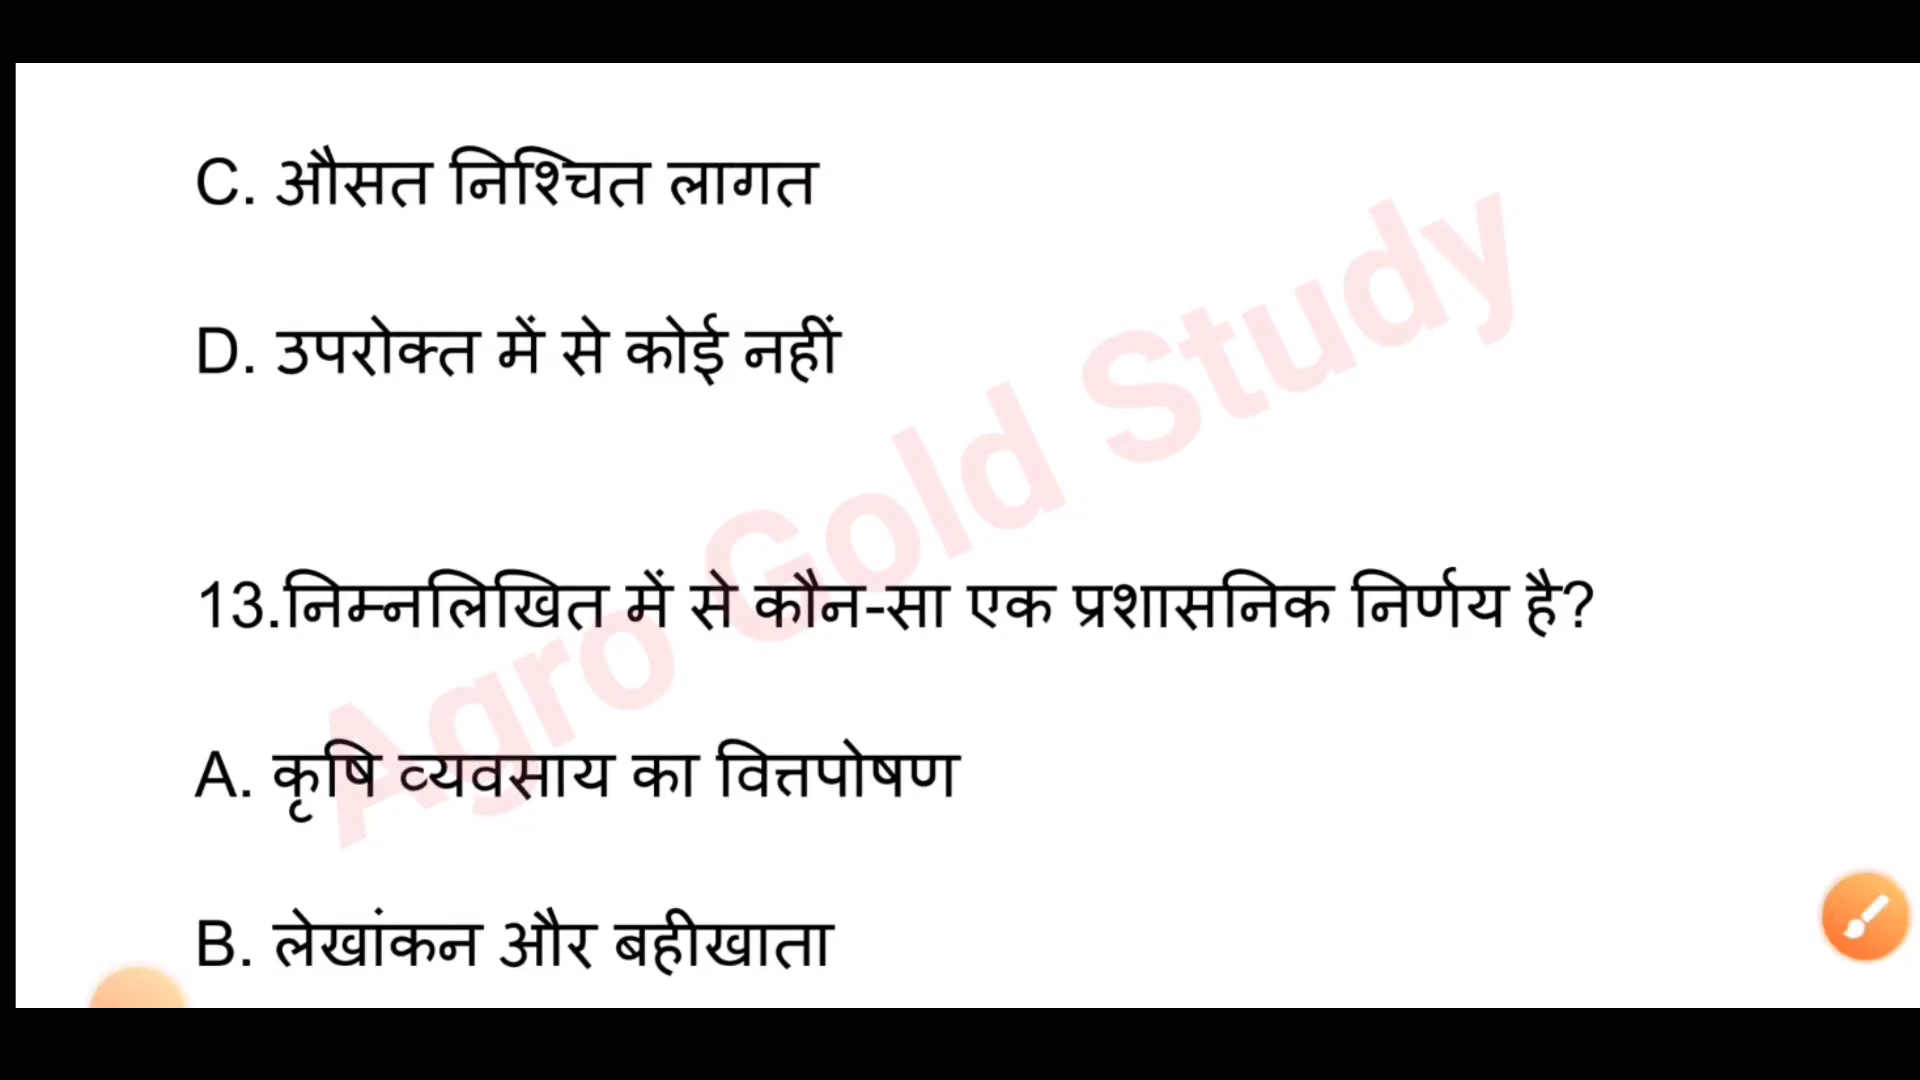 C. औसत निश्चित लागत
D. उपरोक्त में से कोई नहीं
Agro Gold Study
13.निम्नलिखित में से कौन-सा एक प्रशासनिक निर्णय है?
A. कृषि व्यवसाय का वित्तपोषण
B. लेखांकन और बहीखाता